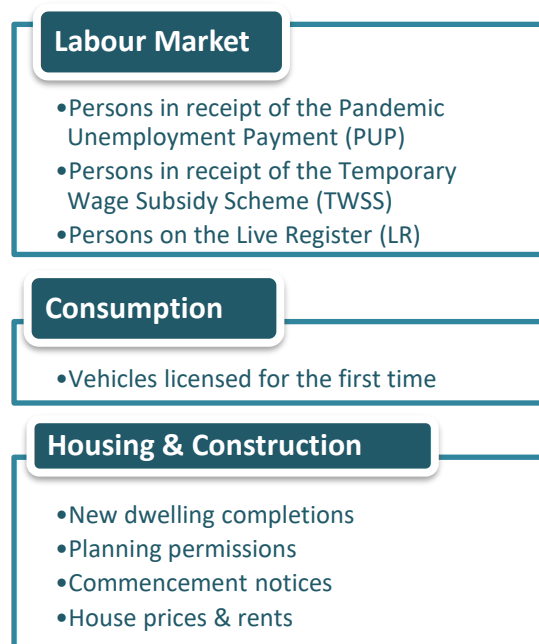 Labour Market
•Persons in receipt of the Pandemic
Unemployment Payment (PUP)
•Persons in receipt of the Temporary
Wage Subsidy Scheme (TWSS)
•Persons on the Live Register (LR)
Consumption
•Vehicles licensed for the first time
Housing & Construction
•New dwelling completions
•Planning permissions
•Commencement notices
•House prices & rents